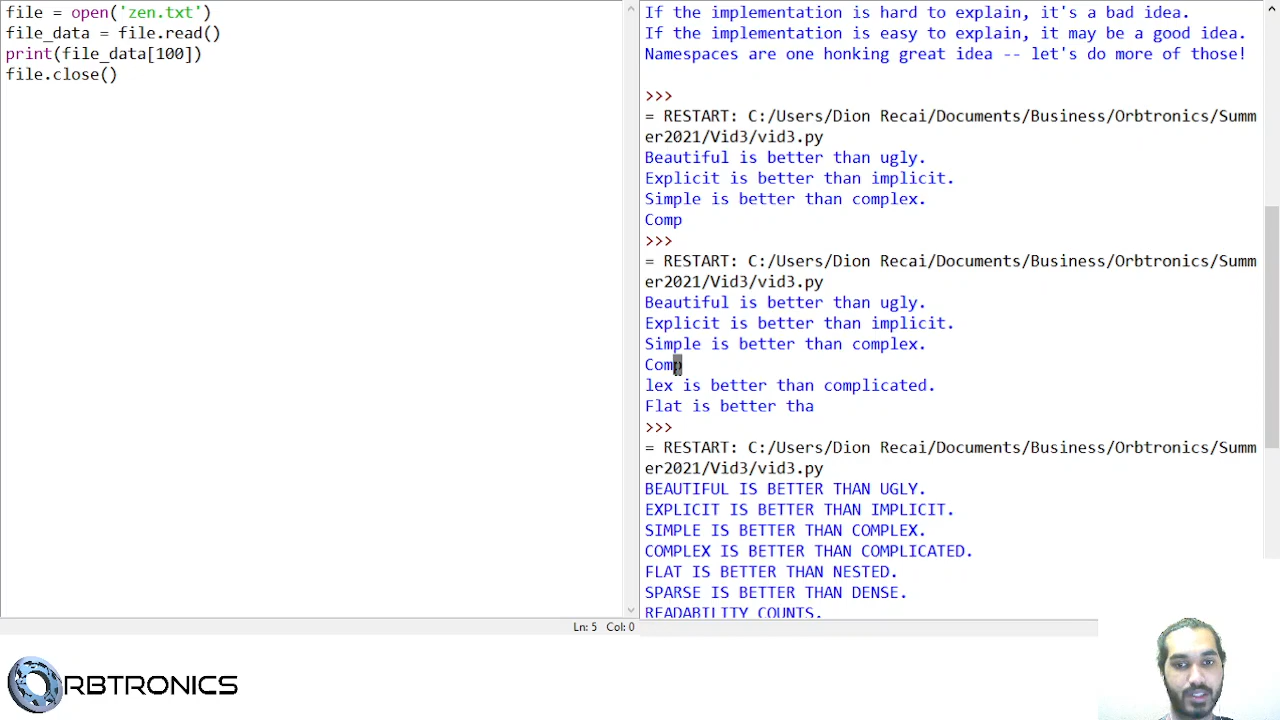 file = open('zen.txt')
file_data = file.read()
print(file_data[100])
file.close()
If the implementation is hard to explain, it's a bad idea.
If the implementation is easy to explain, it may be a good idea.
Namespaces are one honking great idea -- let's do more of those!
>>>
= RESTART: C:/Users/Dion Recai/Documents/Business/Orbtronics/Summ
er2021/Vid3/vid3.py
Beautiful is better than ugly.
Explicit is better than implicit.
Simple is better than complex.
Comp
>>>
= RESTART: C:/Users/Dion Recai/Documents/Business/Orbtronics/Summ
er2021/Vid3/vid3.py
Beautiful is better than ugly.
Explicit is better than implicit.
Simple is better than complex.
Comp
lex is better than complicated.
Flat is better tha
>>>
= RESTART: C:/Users/Dion Recai/Documents/Business/Orbtronics/Summ
er2021/Vid3/vid3.py
BEAUTIFUL IS BETTER THAN UGLY.
EXPLICIT IS BETTER THAN IMPLICIT.
SIMPLE IS BETTER THAN COMPLEX.
COMPLEX IS BETTER THAN COMPLICATED.
FLAT IS BETTER THAN NESTED.
SPARSE IS BETTER THAN DENSE.
READABILITY COUNTS.
Ln: 5 Col: 0
ORBTRONICS